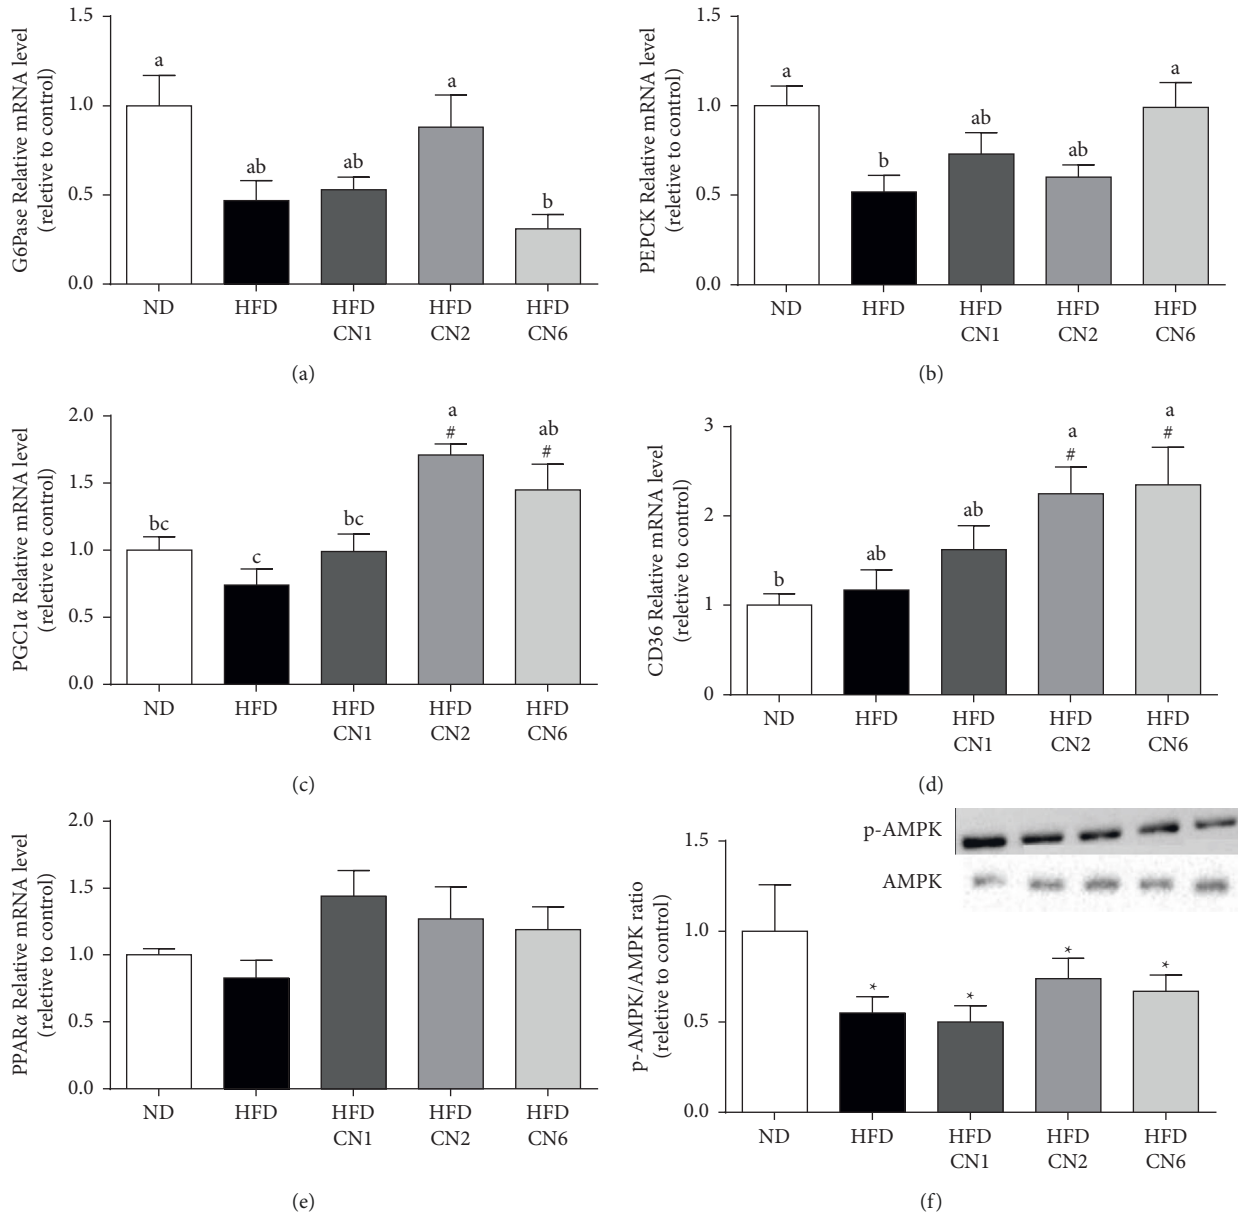 G6Pase Relative mRNA level
(reletive to control)
1.5
1.0
0.5
0.0
a
ab
ab
a
b
ND
HFD
HFD
CN1
HFD
CN2
HFD
CN6
(a)
PEPCK Relative mRNA level
(reletive to control)
1.5
1.0
0.5
0.0
a
b
ab
ab
a
ND
HFD
HFD
CN1
HFD
CN2
HFD
CN6
(b)
PGC1α Relative mRNA level
(reletive to control)
2.0
1.5
1.0
0.5
0.0
bc
c
bc
a
#
ab
#
ND
HFD
HFD
CN1
HFD
CN2
HFD
CN6
(c)
CD36 Relative mRNA level
(reletive to control)
3
2
1
0
b
ab
ab
a
#
a
#
ND
HFD
HFD
CN1
HFD
CN2
HFD
CN6
(d)
PPARα Relative mRNA level
(reletive to control)
2.0
1.5
1.0
0.5
0.0
ND
HFD
HFD
CN1
HFD
CN2
HFD
CN6
(e)
p-AMPK
AMPK
p-AMPK/AMPK ratio
(reletive to control)
1.5
1.0
0.5
0.0
*
*
*
*
ND
HFD
HFD
CN1
HFD
CN2
HFD
CN6
(f)